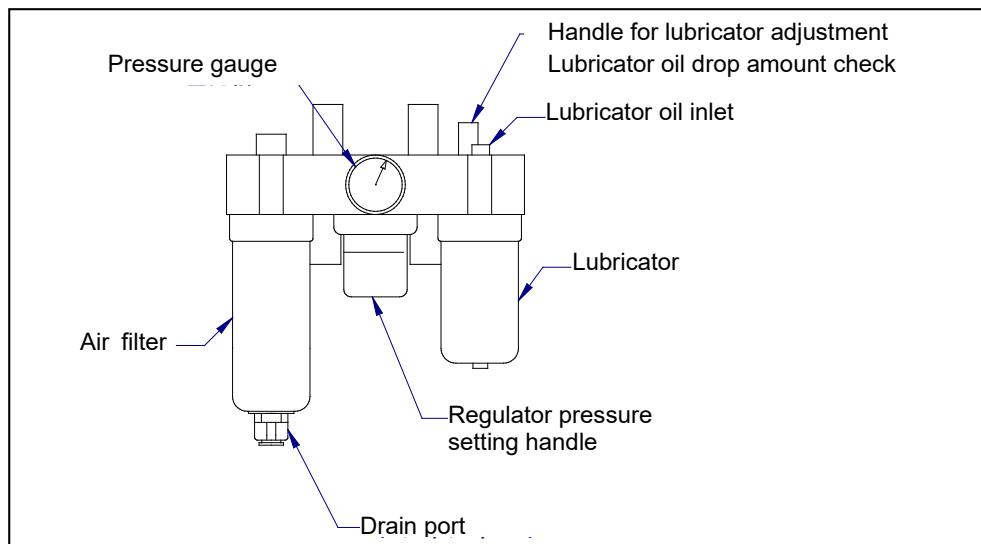 Handle for lubricator adjustment
Pressure gauge
Lubricator oil drop amount check
Lubricator oil inlet
Lubricator
Air filter
Regulator pressure
setting handle
Drain port